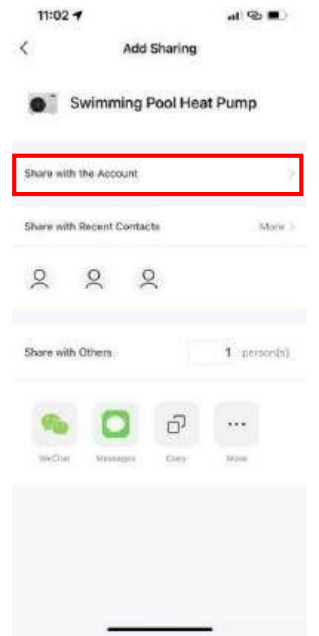 11:02
Add Sharing
Swimming Pool Heat Pump
Share with the Account
Share with Recent Contacts More
Share with Others 1 person(s)
WeChat Messages Copy More